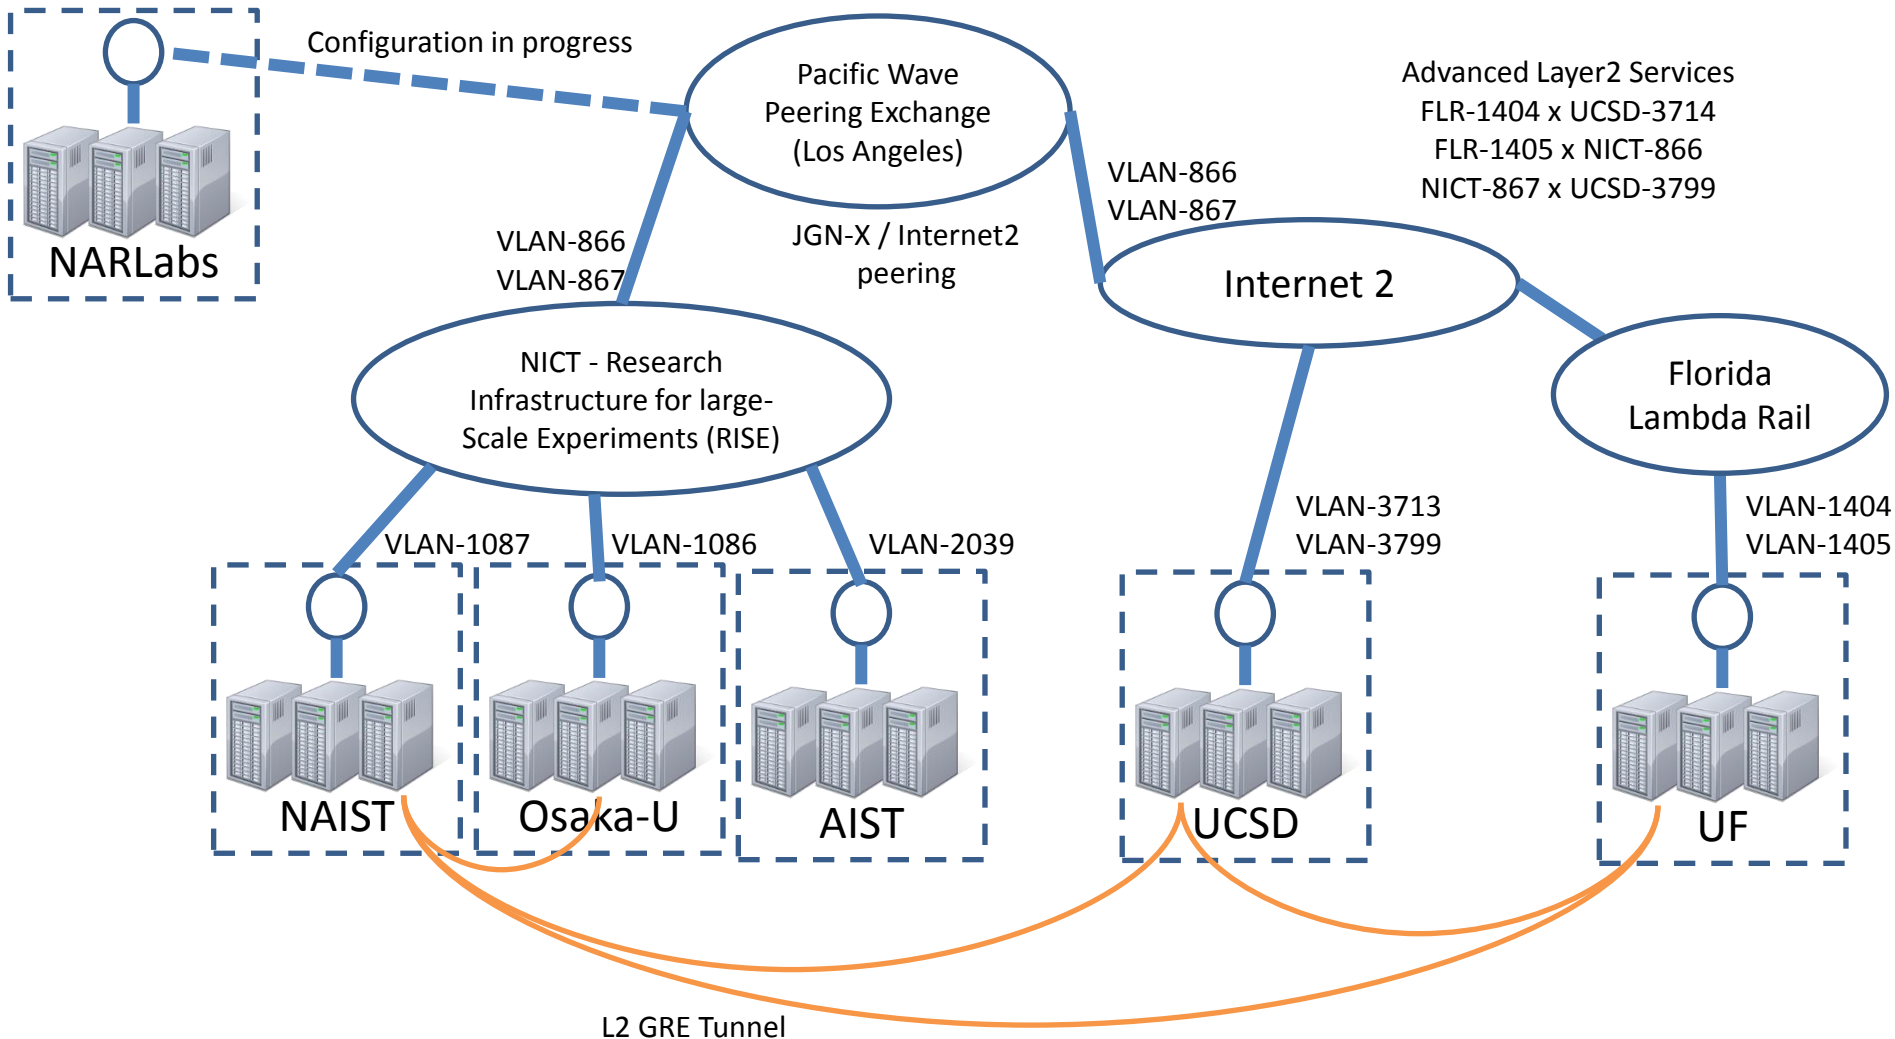 Configuration in progress
Pacific Wave
Peering Exchange
(Los Angeles)
Advanced Layer2 Services
FLR-1404 x UCSD-3714
FLR-1405 x NICT-866
NICT-867 x UCSD-3799
VLAN-866
VLAN-867
NARLabs
VLAN-866
VLAN-867
JGN-X / Internet2
peering
Internet 2
NICT - Research
Infrastructure for large-
Scale Experiments (RISE)
Florida
Lambda Rail
VLAN-1087
VLAN-1086
VLAN-2039
VLAN-3713
VLAN-3799
VLAN-1404
VLAN-1405
NAIST
Osaka-U
AIST
UCSD
UF
L2 GRE Tunnel